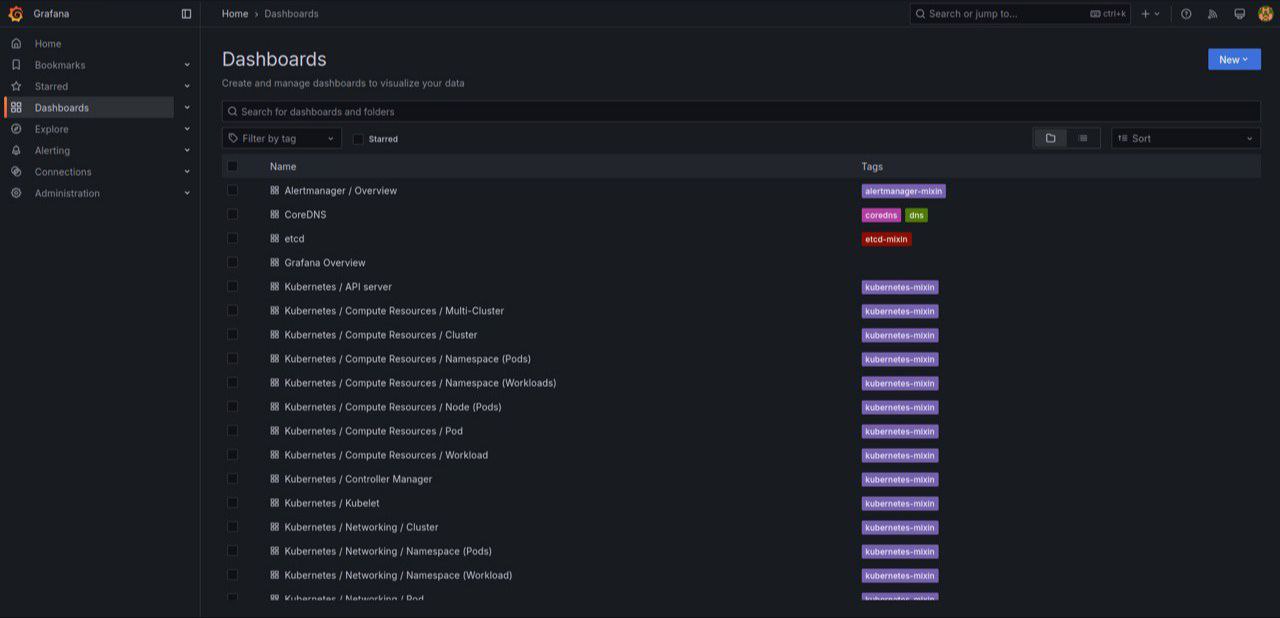 Grafana
Home › Dashboards
Search or jump to...
ctrl+k
Home
Bookmarks
Starred
Dashboards
Explore
Alerting
Connections
Administration
Dashboards
New
Create and manage dashboards to visualize your data
Search for dashboards and folders
Filter by tag
Starred
Sort
Name Tags
Alertmanager / Overview alertmanager-mixin
CoreDNS coredns dns
etcd etcd-mixin
Grafana Overview
Kubernetes / API server kubernetes-mixin
Kubernetes / Compute Resources / Multi-Cluster kubernetes-mixin
Kubernetes / Compute Resources / Cluster kubernetes-mixin
Kubernetes / Compute Resources / Namespace (Pods) kubernetes-mixin
Kubernetes / Compute Resources / Namespace (Workloads) kubernetes-mixin
Kubernetes / Compute Resources / Node (Pods) kubernetes-mixin
Kubernetes / Compute Resources / Pod kubernetes-mixin
Kubernetes / Compute Resources / Workload kubernetes-mixin
Kubernetes / Controller Manager kubernetes-mixin
Kubernetes / Kubelet kubernetes-mixin
Kubernetes / Networking / Cluster kubernetes-mixin
Kubernetes / Networking / Namespace (Pods) kubernetes-mixin
Kubernetes / Networking / Namespace (Workload) kubernetes-mixin
Kubernetes / Networking / Pod kubernetes-mixin